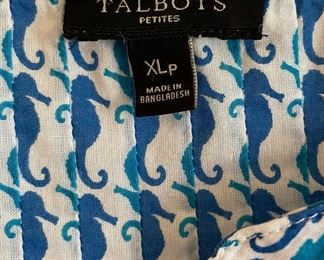 TALBOTS
PETITES
XLP
MADE IN
BANGLADESH